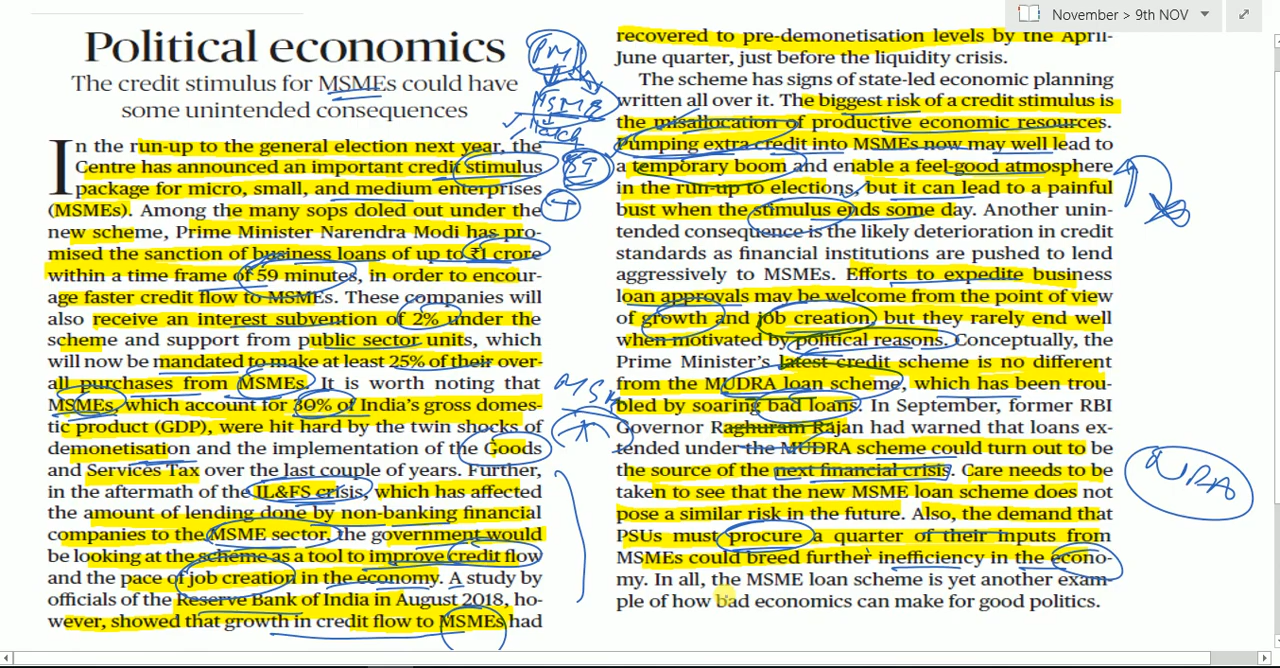 November > 9th NOV
Political economics
The credit stimulus for MSMEs could have
some unintended consequences
In the run-up to the general election next year, the
Centre has announced an important credit stimulus
package for micro, small, and medium enterprises
(MSMEs). Among the many sops doled out under the
new scheme, Prime Minister Narendra Modi has pro-
mised the sanction of business loans of up to ₹1 crore
within a time frame of 59 minutes, in order to encour-
age faster credit flow to MSMEs. These companies will
also receive an interest subvention of 2% under the
scheme and support from public sector units, which
will now be mandated to make at least 25% of their over-
all purchases from MSMEs. It is worth noting that
MSMEs, which account for 30% of India's gross domes-
tic product (GDP), were hit hard by the twin shocks of
demonetisation and the implementation of the Goods
and Services Tax over the last couple of years. Further,
in the aftermath of the IL&FS crisis, which has affected
the amount of lending done by non-banking financial
companies to the MSME sector, the government would
be looking at the scheme as a tool to improve credit flow
and the pace of job creation in the economy. A study by
officials of the Reserve Bank of India in August 2018, ho-
wever, showed that growth in credit flow to MSMEs had
recovered to pre-demonetisation levels by the April-
June quarter, just before the liquidity crisis.
The scheme has signs of state-led economic planning
written all over it. The biggest risk of a credit stimulus is
the misallocation of productive economic resources.
Pumping extra credit into MSMEs now may well lead to
a temporary boom and enable a feel-good atmosphere
in the run-up to elections, but it can lead to a painful
bust when the stimulus ends some day. Another unin-
tended consequence is the likely deterioration in credit
standards as financial institutions are pushed to lend
aggressively to MSMEs. Efforts to expedite business
loan approvals may be welcome from the point of view
of growth and job creation, but they rarely end well
when motivated by political reasons. Conceptually, the
Prime Minister's latest credit scheme is no different
from the MUDRA loan scheme, which has been trou-
bled by soaring bad loans. In September, former RBI
Governor Raghuram Rajan had warned that loans ex-
tended under the MUDRA scheme could turn out to be
the source of the next financial crisis. Care needs to be
taken to see that the new MSME loan scheme does not
pose a similar risk in the future. Also, the demand that
PSUs must procure a quarter of their inputs from
MSMEs could breed further inefficiency in the econo-
my. In all, the MSME loan scheme is yet another exam-
ple of how bad economics can make for good politics.
PM
MSME
59